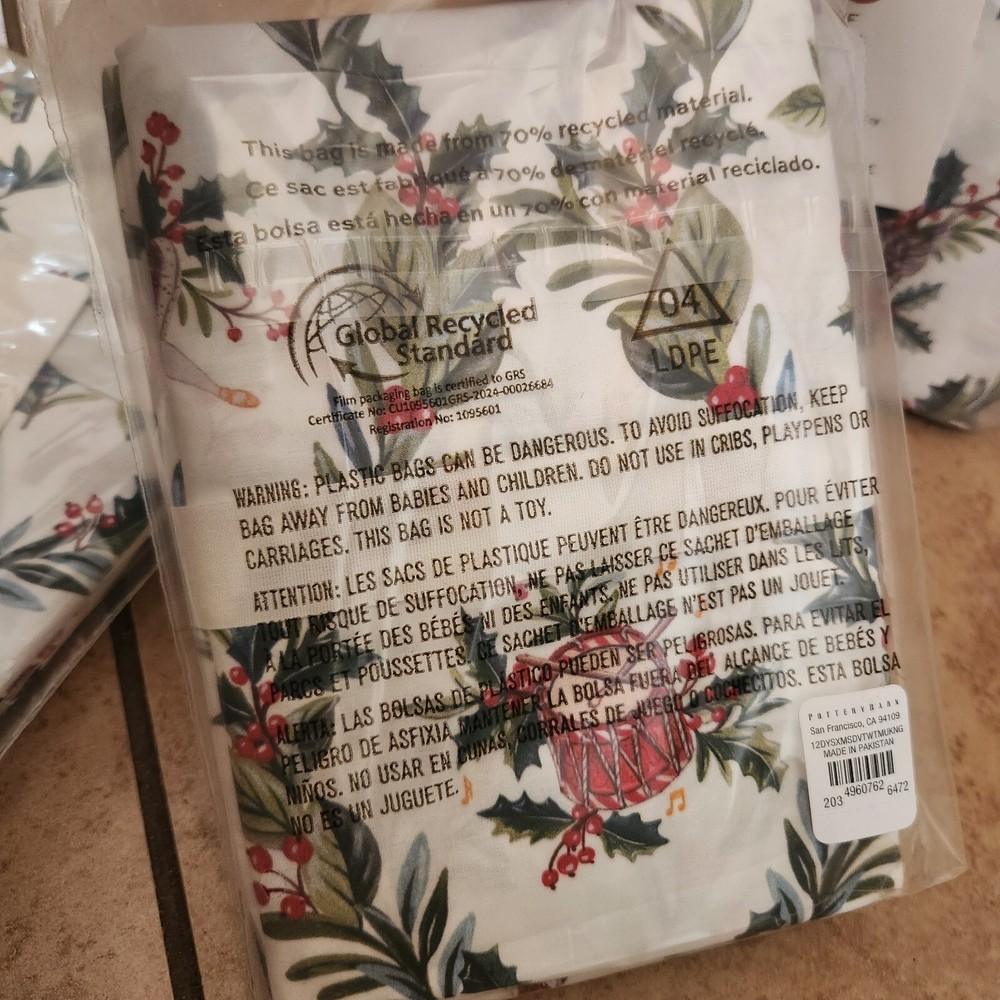 This bag is made from 70% recycled material.
Ce sac est fabriqué à 70% de matériel recyclé.
Esta bolsa está hecha en un 70% con material reciclado.
Global Recycled
Standard
Film packaging bag is certified to GRS
Certificate No: CU1095601GRS-2024-00026684
Registration No: 1095601
04
LDPE
WARNING: PLASTIC BAGS CAN BE DANGEROUS. TO AVOID SUFFOCATION, KEEP
BAG AWAY FROM BABIES AND CHILDREN. DO NOT USE IN CRIBS, PLAYPENS OR
CARRIAGES. THIS BAG IS NOT A TOY.
ATTENTION: LES SACS DE PLASTIQUE PEUVENT ÊTRE DANGEREUX. POUR ÉVITER
TOUT RISQUE DE SUFFOCATION, NE PAS LAISSER CE SACHET D'EMBALLAGE
À LA PORTÉE DES BÉBÉS NI DES ENFANTS. NE PAS UTILISER DANS LES LITS,
PARCS ET POUSSETTES. CE SACHET D'EMBALLAGE N'EST PAS UN JOUET.
ALERTA: LAS BOLSAS DE PLÁSTICO PUEDEN SER PELIGROSAS. PARA EVITAR EL
PELIGRO DE ASFIXIA, MANTENER LA BOLSA FUERA DEL ALCANCE DE BEBÉS Y
NIÑOS. NO USAR EN CUNAS, CORRALES DE JUEGO O COCHECITOS. ESTA BOLSA
NO ES UN JUGUETE.
POTTERY BARN
San Francisco, CA 94109
12DYSXMSDVTWTMUKNG
MADE IN PAKISTAN
203 4960762 6472